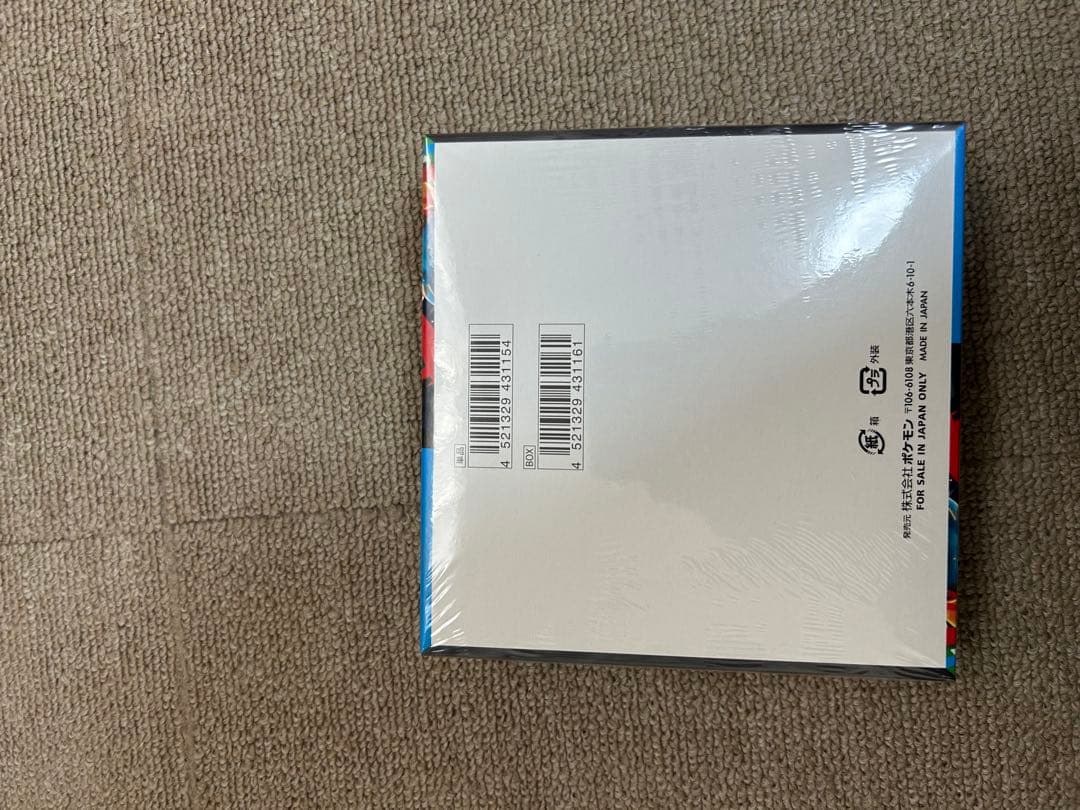 単品
4 521329 431154
BOX
4 521329 431161
紙 箱
プラ 外装
発売元 株式会社 ポケモン 〒106-6108 東京都港区六本木6-10-1
FOR SALE IN JAPAN ONLY MADE IN JAPAN